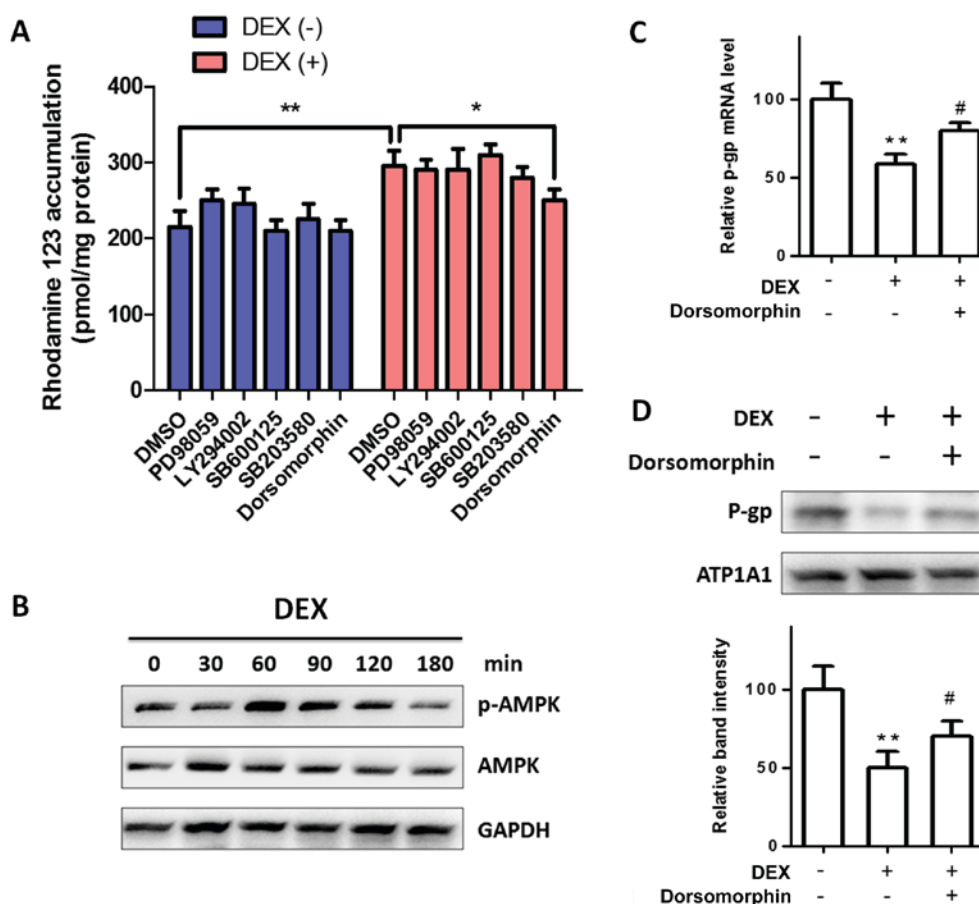 A
DEX (-)
DEX (+)
Rhodamine 123 accumulation
(pmol/mg protein)
400
300
200
100
0
**
*
DMSO
PD98059
LY294002
SB600125
SB203580
Dorsomorphin
DMSO
PD98059
LY294002
SB600125
SB203580
Dorsomorphin
B
DEX
0 30 60 90 120 180 min
p-AMPK
AMPK
GAPDH
C
Relative p-gp mRNA level
100
50
0
**
#
DEX - + +
Dorsomorphin - - +
D
DEX - + +
Dorsomorphin - - +
P-gp
ATP1A1
Relative band intensity
100
50
0
**
#
DEX - + +
Dorsomorphin - - +